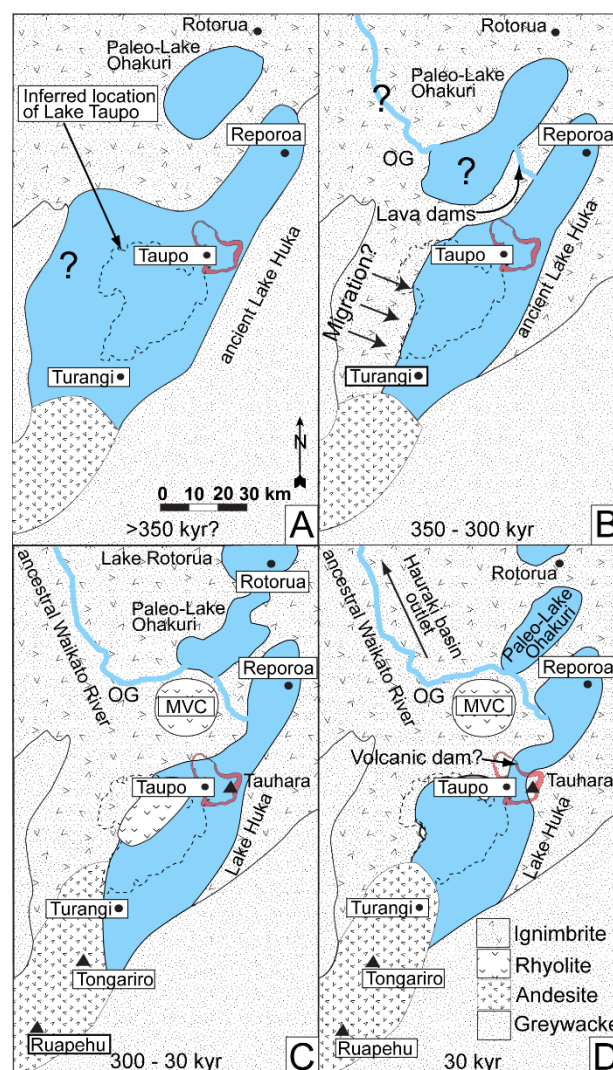 Rotorua
Paleo-Lake
Ohakuri
Inferred location
of Lake Taupo
Reporoa
?
Taupo
ancient Lake Huka
Turangi
N
0 10 20 30 km
>350 kyr?
A
Rotorua
Paleo-Lake
Ohakuri
?
OG
?
Reporoa
Lava dams
Taupo
Migration?
ancient Lake Huka
Turangi
350 - 300 kyr
B
Lake Rotorua
Rotorua
Paleo-Lake
Ohakuri
ancestral Waikato River
Reporoa
OG
MVC
Taupo
Tauhara
Lake Huka
Turangi
Tongariro
Ruapehu
300 - 30 kyr
C
ancestral Waikato River
Hauraki basin
outlet
Rotorua
Paleo-Lake
Ohakuri
Reporoa
OG
MVC
Volcanic dam?
Taupo
Tauhara
Lake Huka
Turangi
Tongariro
Ruapehu
Ignimbrite
Rhyolite
Andesite
Greywacke
30 kyr
D